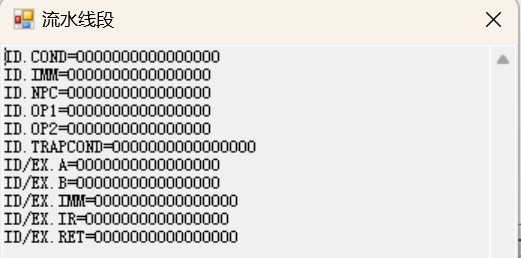 流水线段
ID.COND=0000000000000000
ID.IMM=0000000000000000
ID.NPC=0000000000000000
ID.OP1=0000000000000000
ID.OP2=0000000000000000
ID.TRAPCOND=0000000000000000
ID/EX.A=0000000000000000
ID/EX.B=0000000000000000
ID/EX.IMM=0000000000000000
ID/EX.IR=0000000000000000
ID/EX.RET=0000000000000000